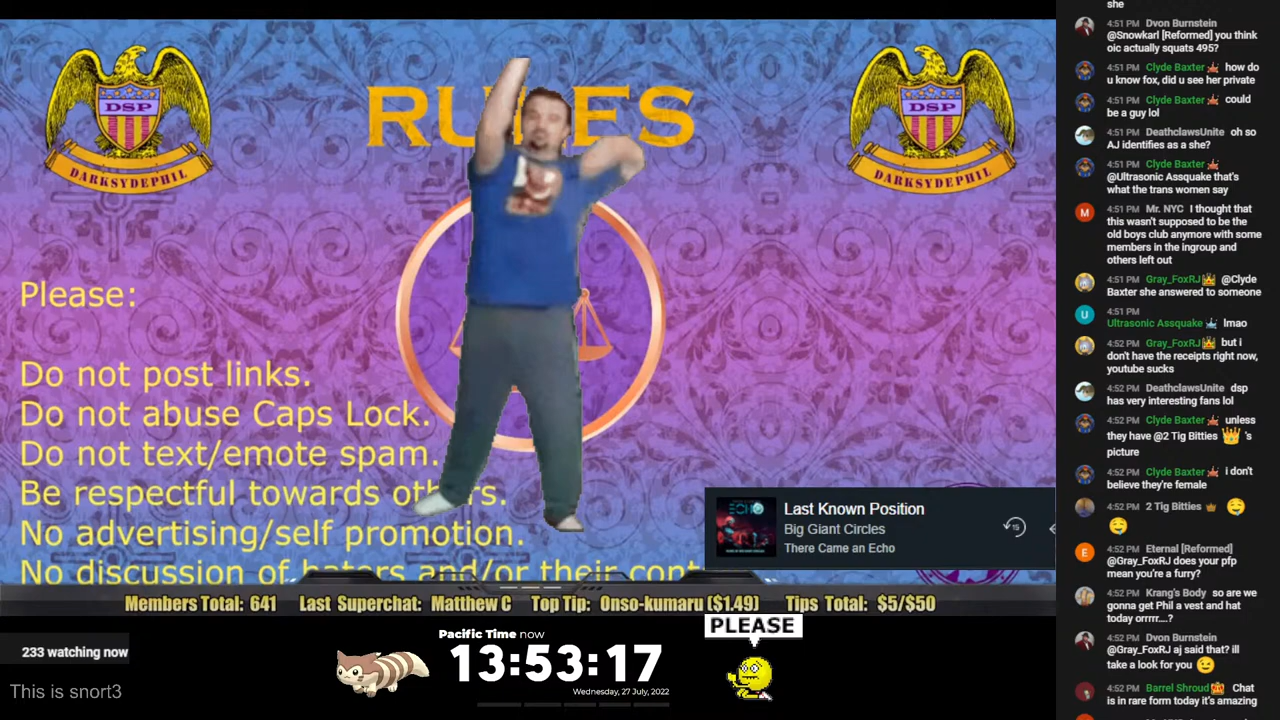 DSP
DARKSYDEPHIL
RULES
DSP
DARKSYDEPHIL
Please:
Do not post links.
Do not abuse Caps Lock.
Do not text/emote spam.
Be respectful towards others.
No advertising/self promotion.
No discussion of haters and/or their cont
ECHO
Last Known Position
Big Giant Circles
There Came an Echo
15
Members Total: 641 Last Superchat: Matthew C Top Tip: Onso-kumaru ($1.49) Tips Total: $5/$50
233 watching now
This is snort3
Pacific Time now
13:53:17
Wednesday, 27 July, 2022
PLEASE
she
4:51 PM Dvon Burnstein
@Snowkarl [Reformed] you think
oic actually squats 495?
4:51 PM Clyde Baxter how do
u know fox, did u see her private
4:51 PM Clyde Baxter could
be a guy lol
4:51 PM DeathclawsUnite oh so
AJ identifies as a she?
4:51 PM Clyde Baxter
@Ultrasonic Assquake that's
what the trans women say
M
4:51 PM Mr. NYC I thought that
this wasn't supposed to be the
old boys club anymore with some
members in the ingroup and
others left out
4:51 PM Gray_FoxRJ @Clyde
Baxter she answered to someone
U
4:51 PM
Ultrasonic Assquake lmao
4:52 PM Gray_FoxRJ but i
don't have the receipts right now,
youtube sucks
4:52 PM DeathclawsUnite dsp
has very interesting fans lol
4:52 PM Clyde Baxter unless
they have @2 Tig Bitties 's
picture
4:52 PM Clyde Baxter i don't
believe they're female
4:52 PM 2 Tig Bitties
E
4:52 PM Eternal [Reformed]
@Gray_FoxRJ does your pfp
mean you're a furry?
4:52 PM Krang's Body so are we
gonna get Phil a vest and hat
today orrrrr....?
4:52 PM Dvon Burnstein
@Gray_FoxRJ aj said that? ill
take a look for you
4:52 PM Barrel Shroud Chat
is in rare form today it's amazing